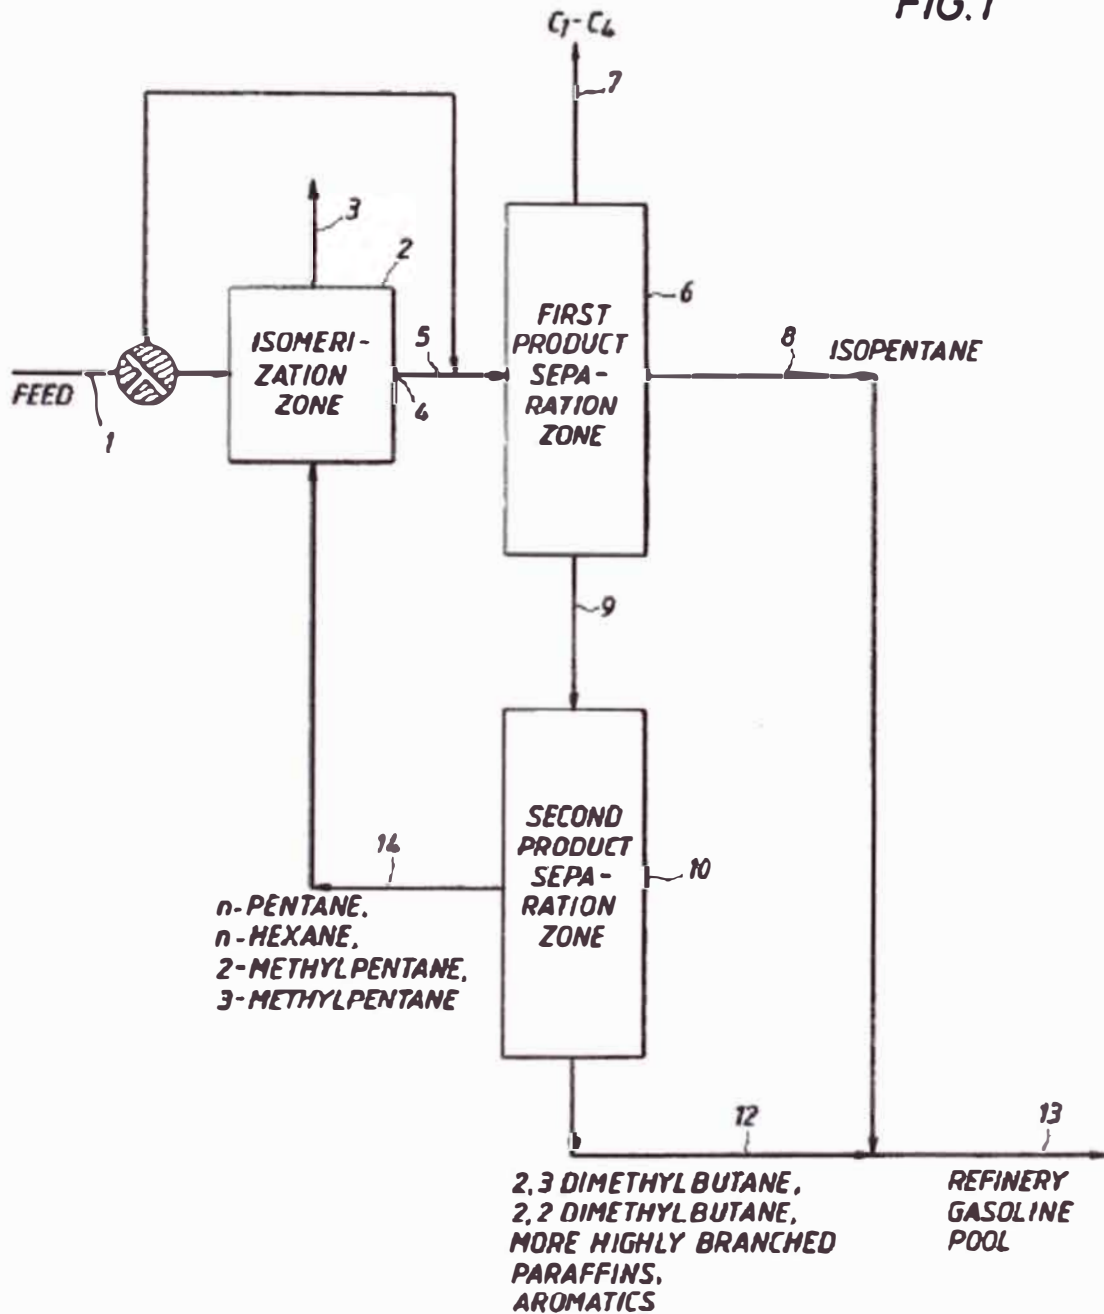 FIG.1
C1-C4
7
3
2
ISOMERI-
ZATION
ZONE
5
4
FEED
1
FIRST
PRODUCT
SEPA-
RATION
ZONE
6
8
ISOPENTANE
9
SECOND
PRODUCT
SEPA-
RATION
ZONE
10
14
n-PENTANE,
n-HEXANE,
2-METHYLPENTANE,
3-METHYLPENTANE
12
13
2,3 DIMETHYLBUTANE,
2,2 DIMETHYLBUTANE,
MORE HIGHLY BRANCHED
PARAFFINS,
AROMATICS
REFINERY
GASOLINE
POOL